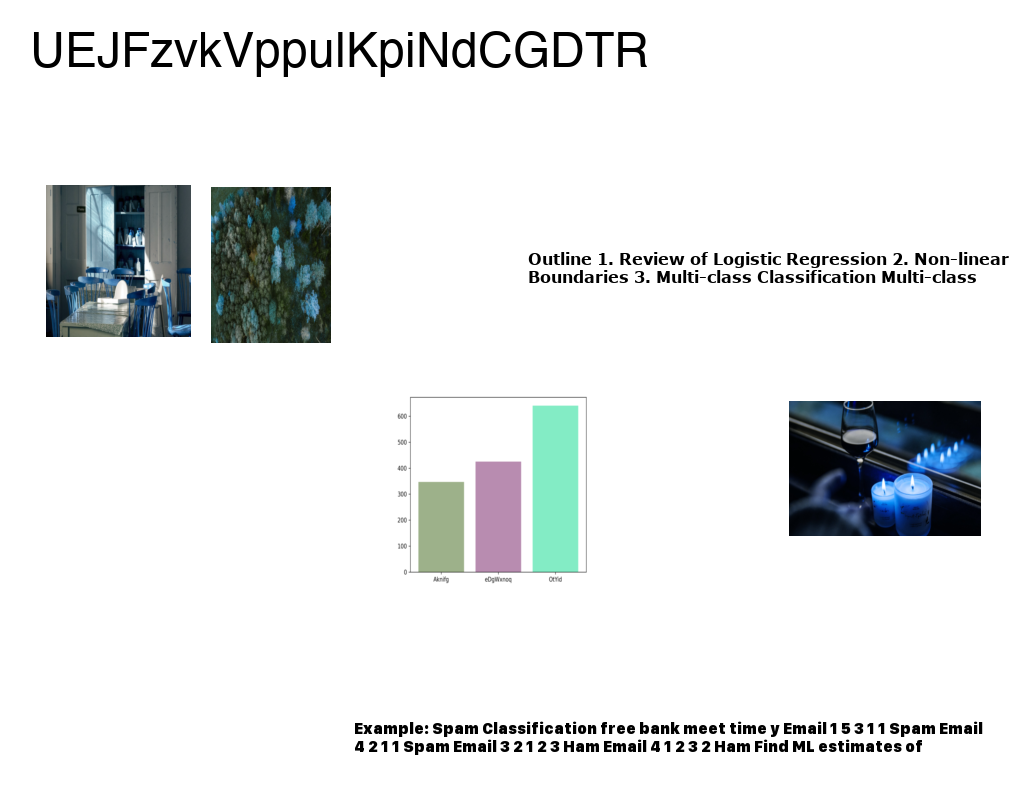 UEJFzvkVppulKpiNdCGDTR
Outline 1. Review of Logistic Regression 2. Non-linear
Boundaries 3. Multi-class Classification Multi-class
600
500
400
300
200
100
0
Aknifg eDgWxnoq OtYid
Example: Spam Classification free bank meet time y Email 1 5 3 1 1 Spam Email
4 2 1 1 Spam Email 3 2 1 2 3 Ham Email 4 1 2 3 2 Ham Find ML estimates of